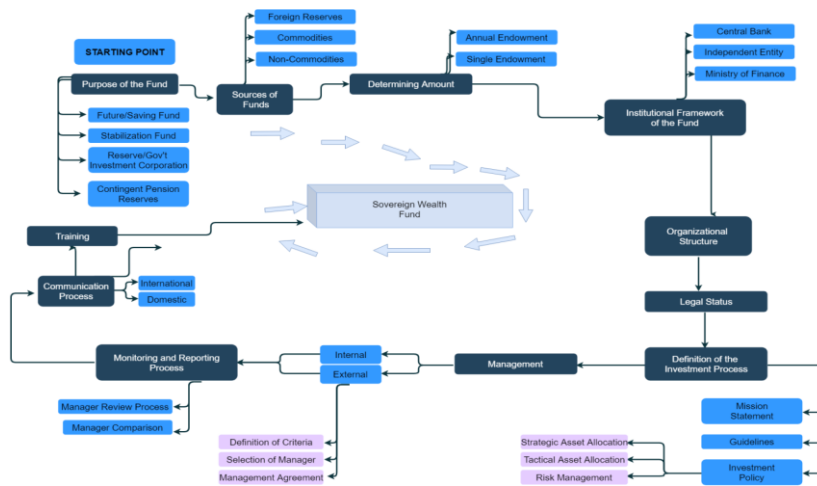 STARTING POINT
Foreign Reserves
Commodities
Non-Commodities
Annual Endowment
Single Endowment
Central Bank
Independent Entity
Ministry of Finance
Purpose of the Fund
Sources of
Funds
Determining Amount
Institutional Framework
of the Fund
Future/Saving Fund
Stabilization Fund
Reserve/Gov't
Investment Corporation
Contingent Pension
Reserves
Sovereign Wealth
Fund
Training
Organizational
Structure
Communication
Process
International
Domestic
Legal Status
Monitoring and Reporting
Process
Internal
External
Management
Definition of the
Investment Process
Manager Review Process
Manager Comparison
Definition of Criteria
Selection of Manager
Management Agreement
Strategic Asset Allocation
Tactical Asset Allocation
Risk Management
Mission
Statement
Guidelines
Investment
Policy